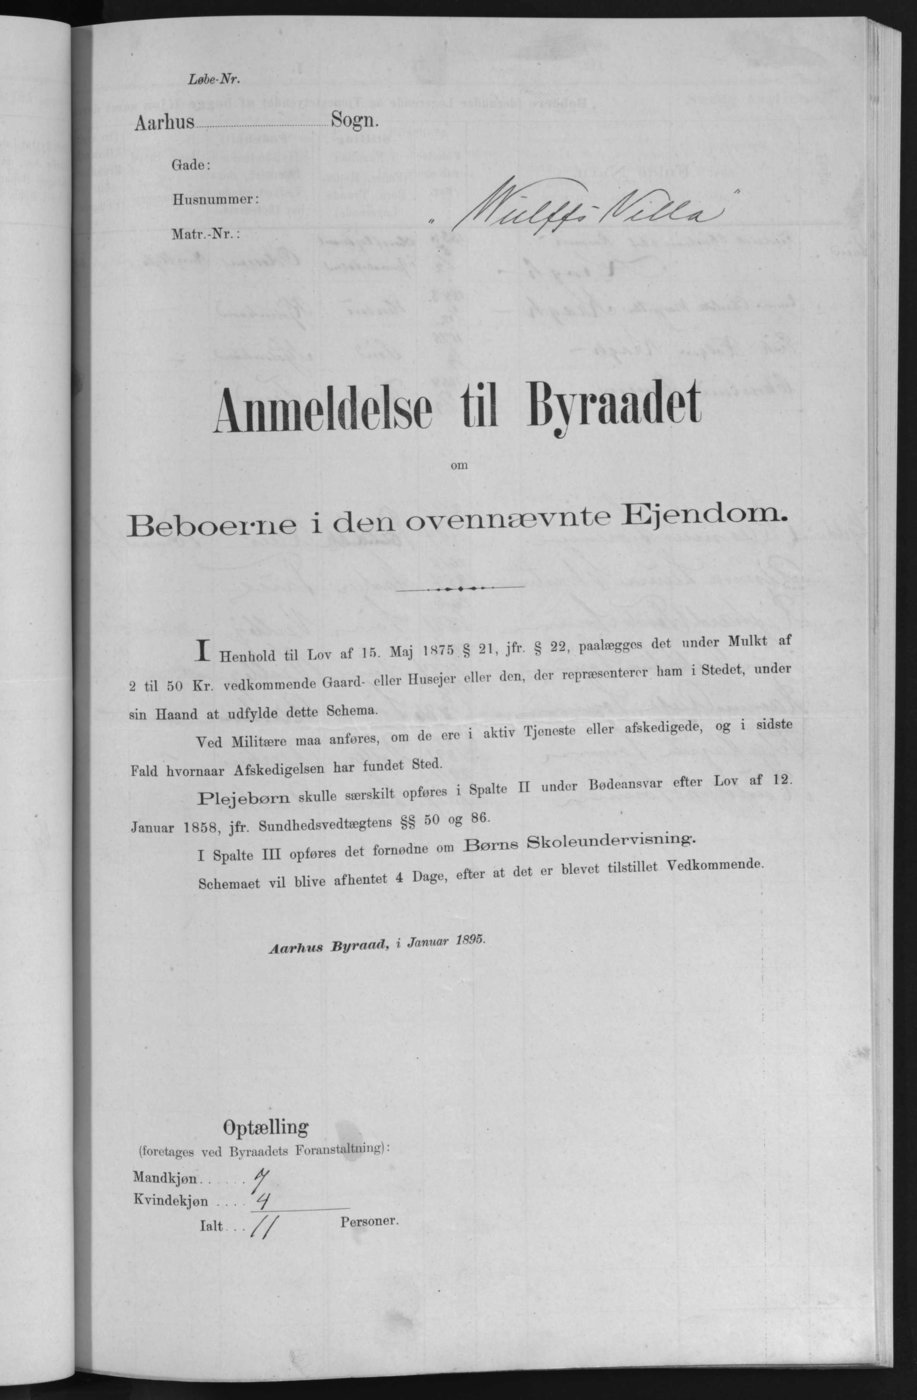 Løbe-Nr.
Aarhus Sogn.
Gade:
Husnummer:
Matr.-Nr.:
"Wulffs Villa"
Anmeldelse til Byraadet
om
Beboerne i den ovennævnte Ejendom.
I Henhold til Lov af 15. Maj 1875 § 21, jfr. § 22, paalægges det under Mulkt af
2 til 50 Kr. vedkommende Gaard- eller Husejer eller den, der repræsenterer ham i Stedet, under
sin Haand at udfylde dette Schema.
Ved Militære maa anføres, om de ere i aktiv Tjeneste eller afskedigede, og i sidste
Fald hvornaar Afskedigelsen har fundet Sted.
Plejebørn skulle særskilt opføres i Spalte II under Bødeansvar efter Lov af 12.
Januar 1858, jfr. Sundhedsvedtægtens §§ 50 og 86.
I Spalte III opføres det fornødne om Børns Skoleundervisning.
Schemaet vil blive afhentet 4 Dage, efter at det er blevet tilstillet Vedkommende.
Aarhus Byraad, i Januar 1895.
Optælling
(foretages ved Byraadets Foranstaltning):
Mandkjøn . . . . . . 7
Kvindekjøn . . . . 4
Ialt . . . 11 Personer.